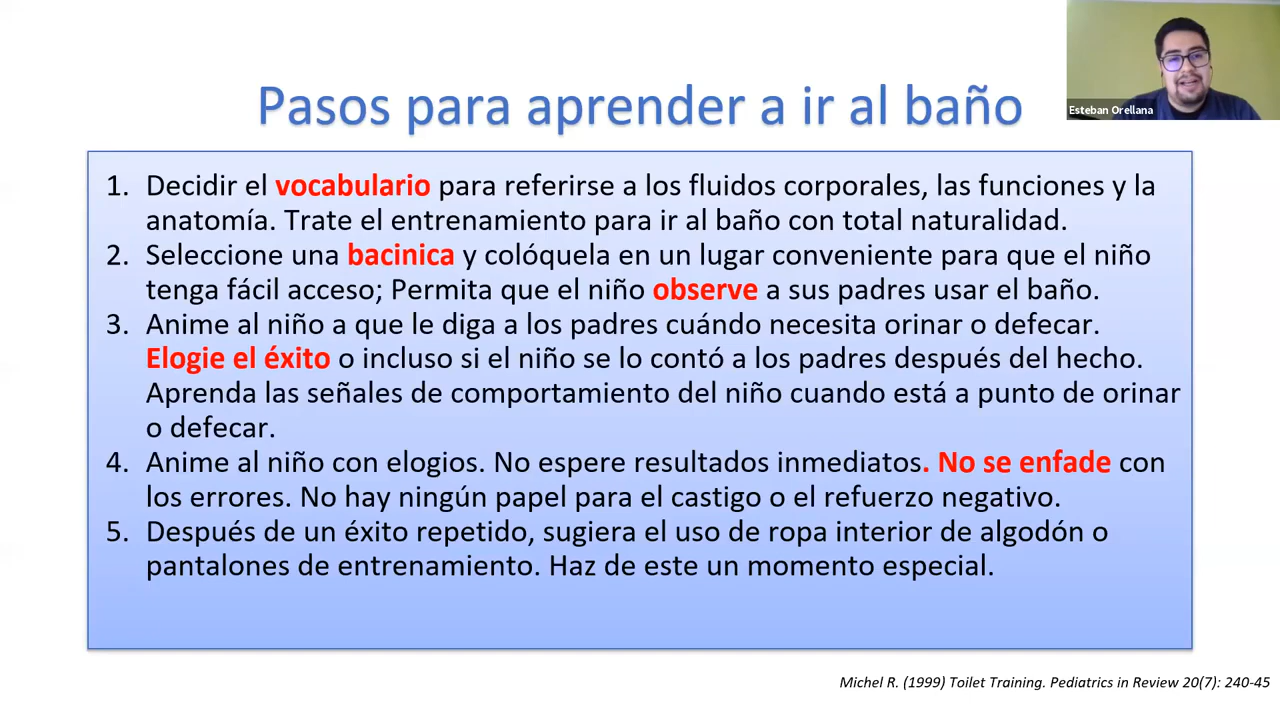 Esteban Orellana
Pasos para aprender a ir al baño
1. Decidir el vocabulario para referirse a los fluidos corporales, las funciones y la
anatomía. Trate el entrenamiento para ir al baño con total naturalidad.
2. Seleccione una bacinica y colóquela en un lugar conveniente para que el niño
tenga fácil acceso; Permita que el niño observe a sus padres usar el baño.
3. Anime al niño a que le diga a los padres cuándo necesita orinar o defecar.
Elogie el éxito o incluso si el niño se lo contó a los padres después del hecho.
Aprenda las señales de comportamiento del niño cuando está a punto de orinar
o defecar.
4. Anime al niño con elogios. No espere resultados inmediatos. No se enfade con
los errores. No hay ningún papel para el castigo o el refuerzo negativo.
5. Después de un éxito repetido, sugiera el uso de ropa interior de algodón o
pantalones de entrenamiento. Haz de este un momento especial.
Michel R. (1999) Toilet Training. Pediatrics in Review 20(7): 240-45